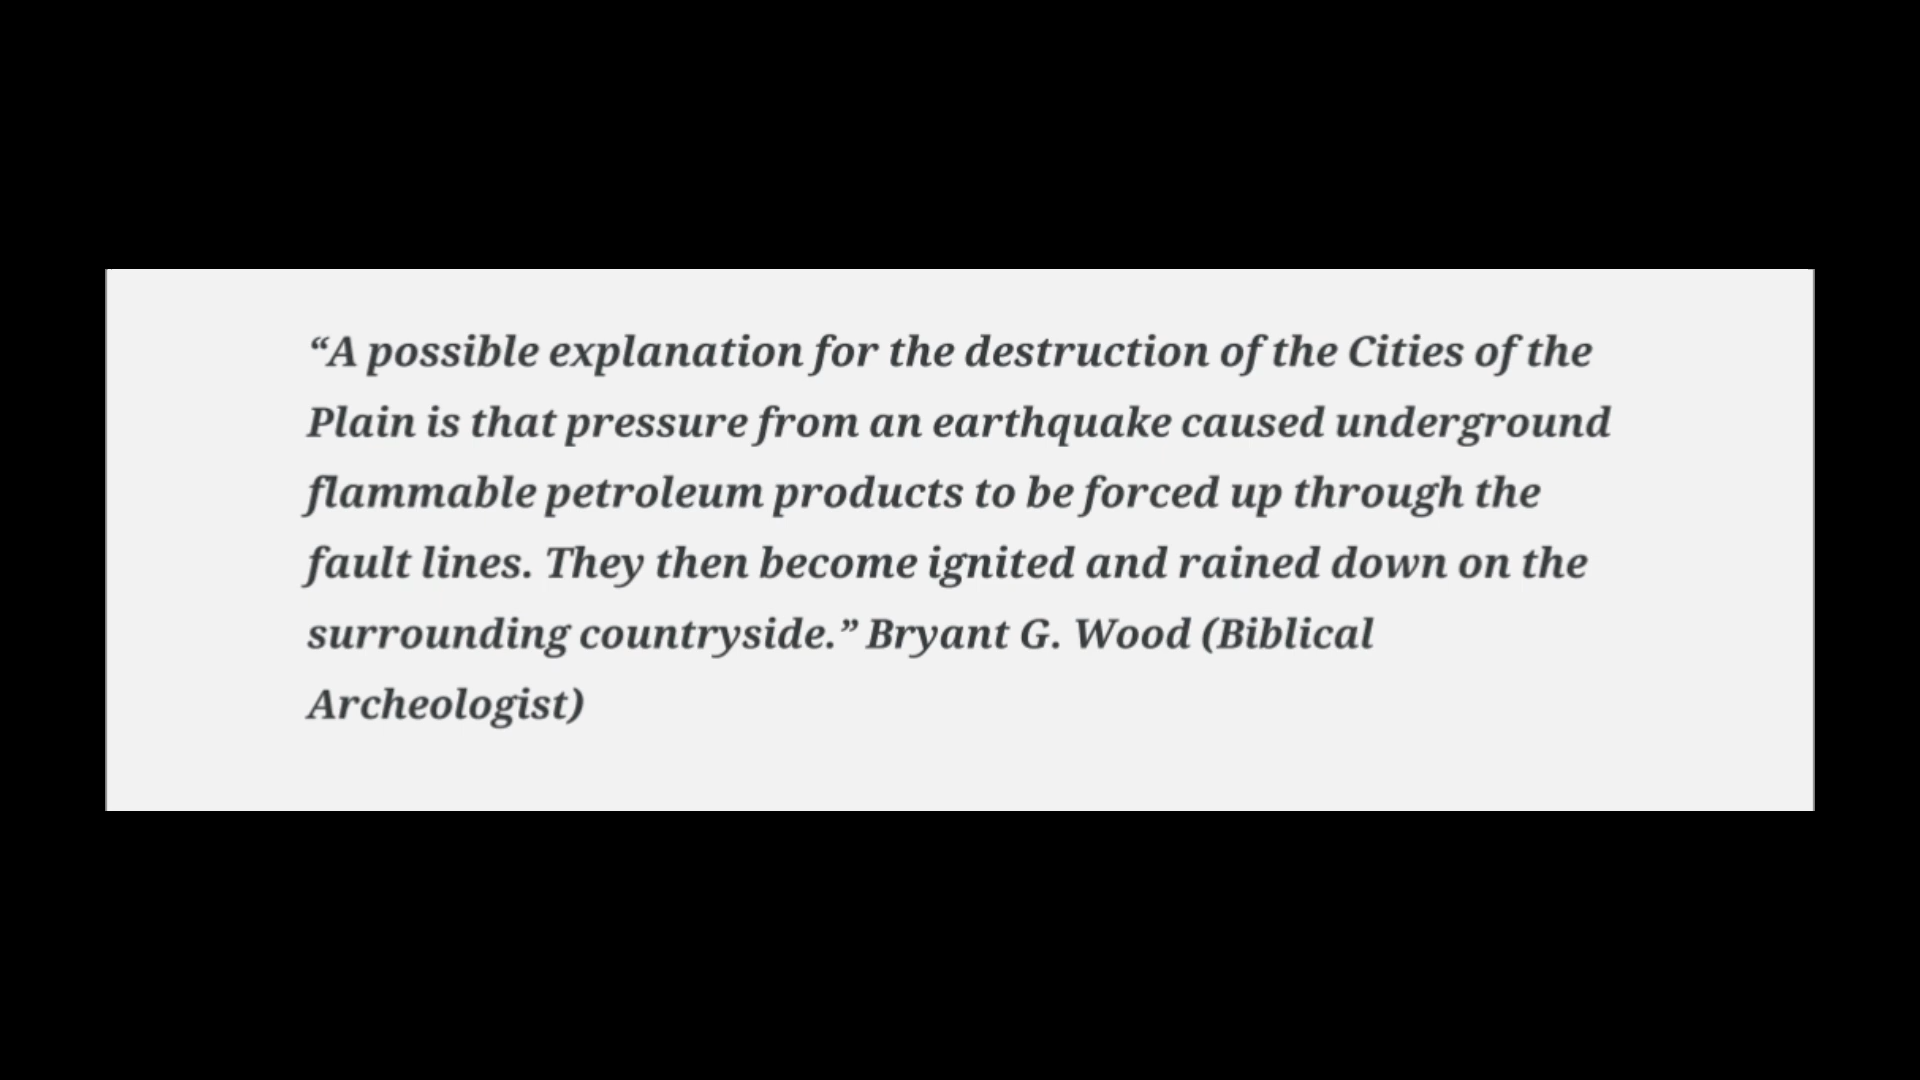 “A possible explanation for the destruction of the Cities of the
Plain is that pressure from an earthquake caused underground
flammable petroleum products to be forced up through the
fault lines. They then become ignited and rained down on the
surrounding countryside.” Bryant G. Wood (Biblical
Archeologist)